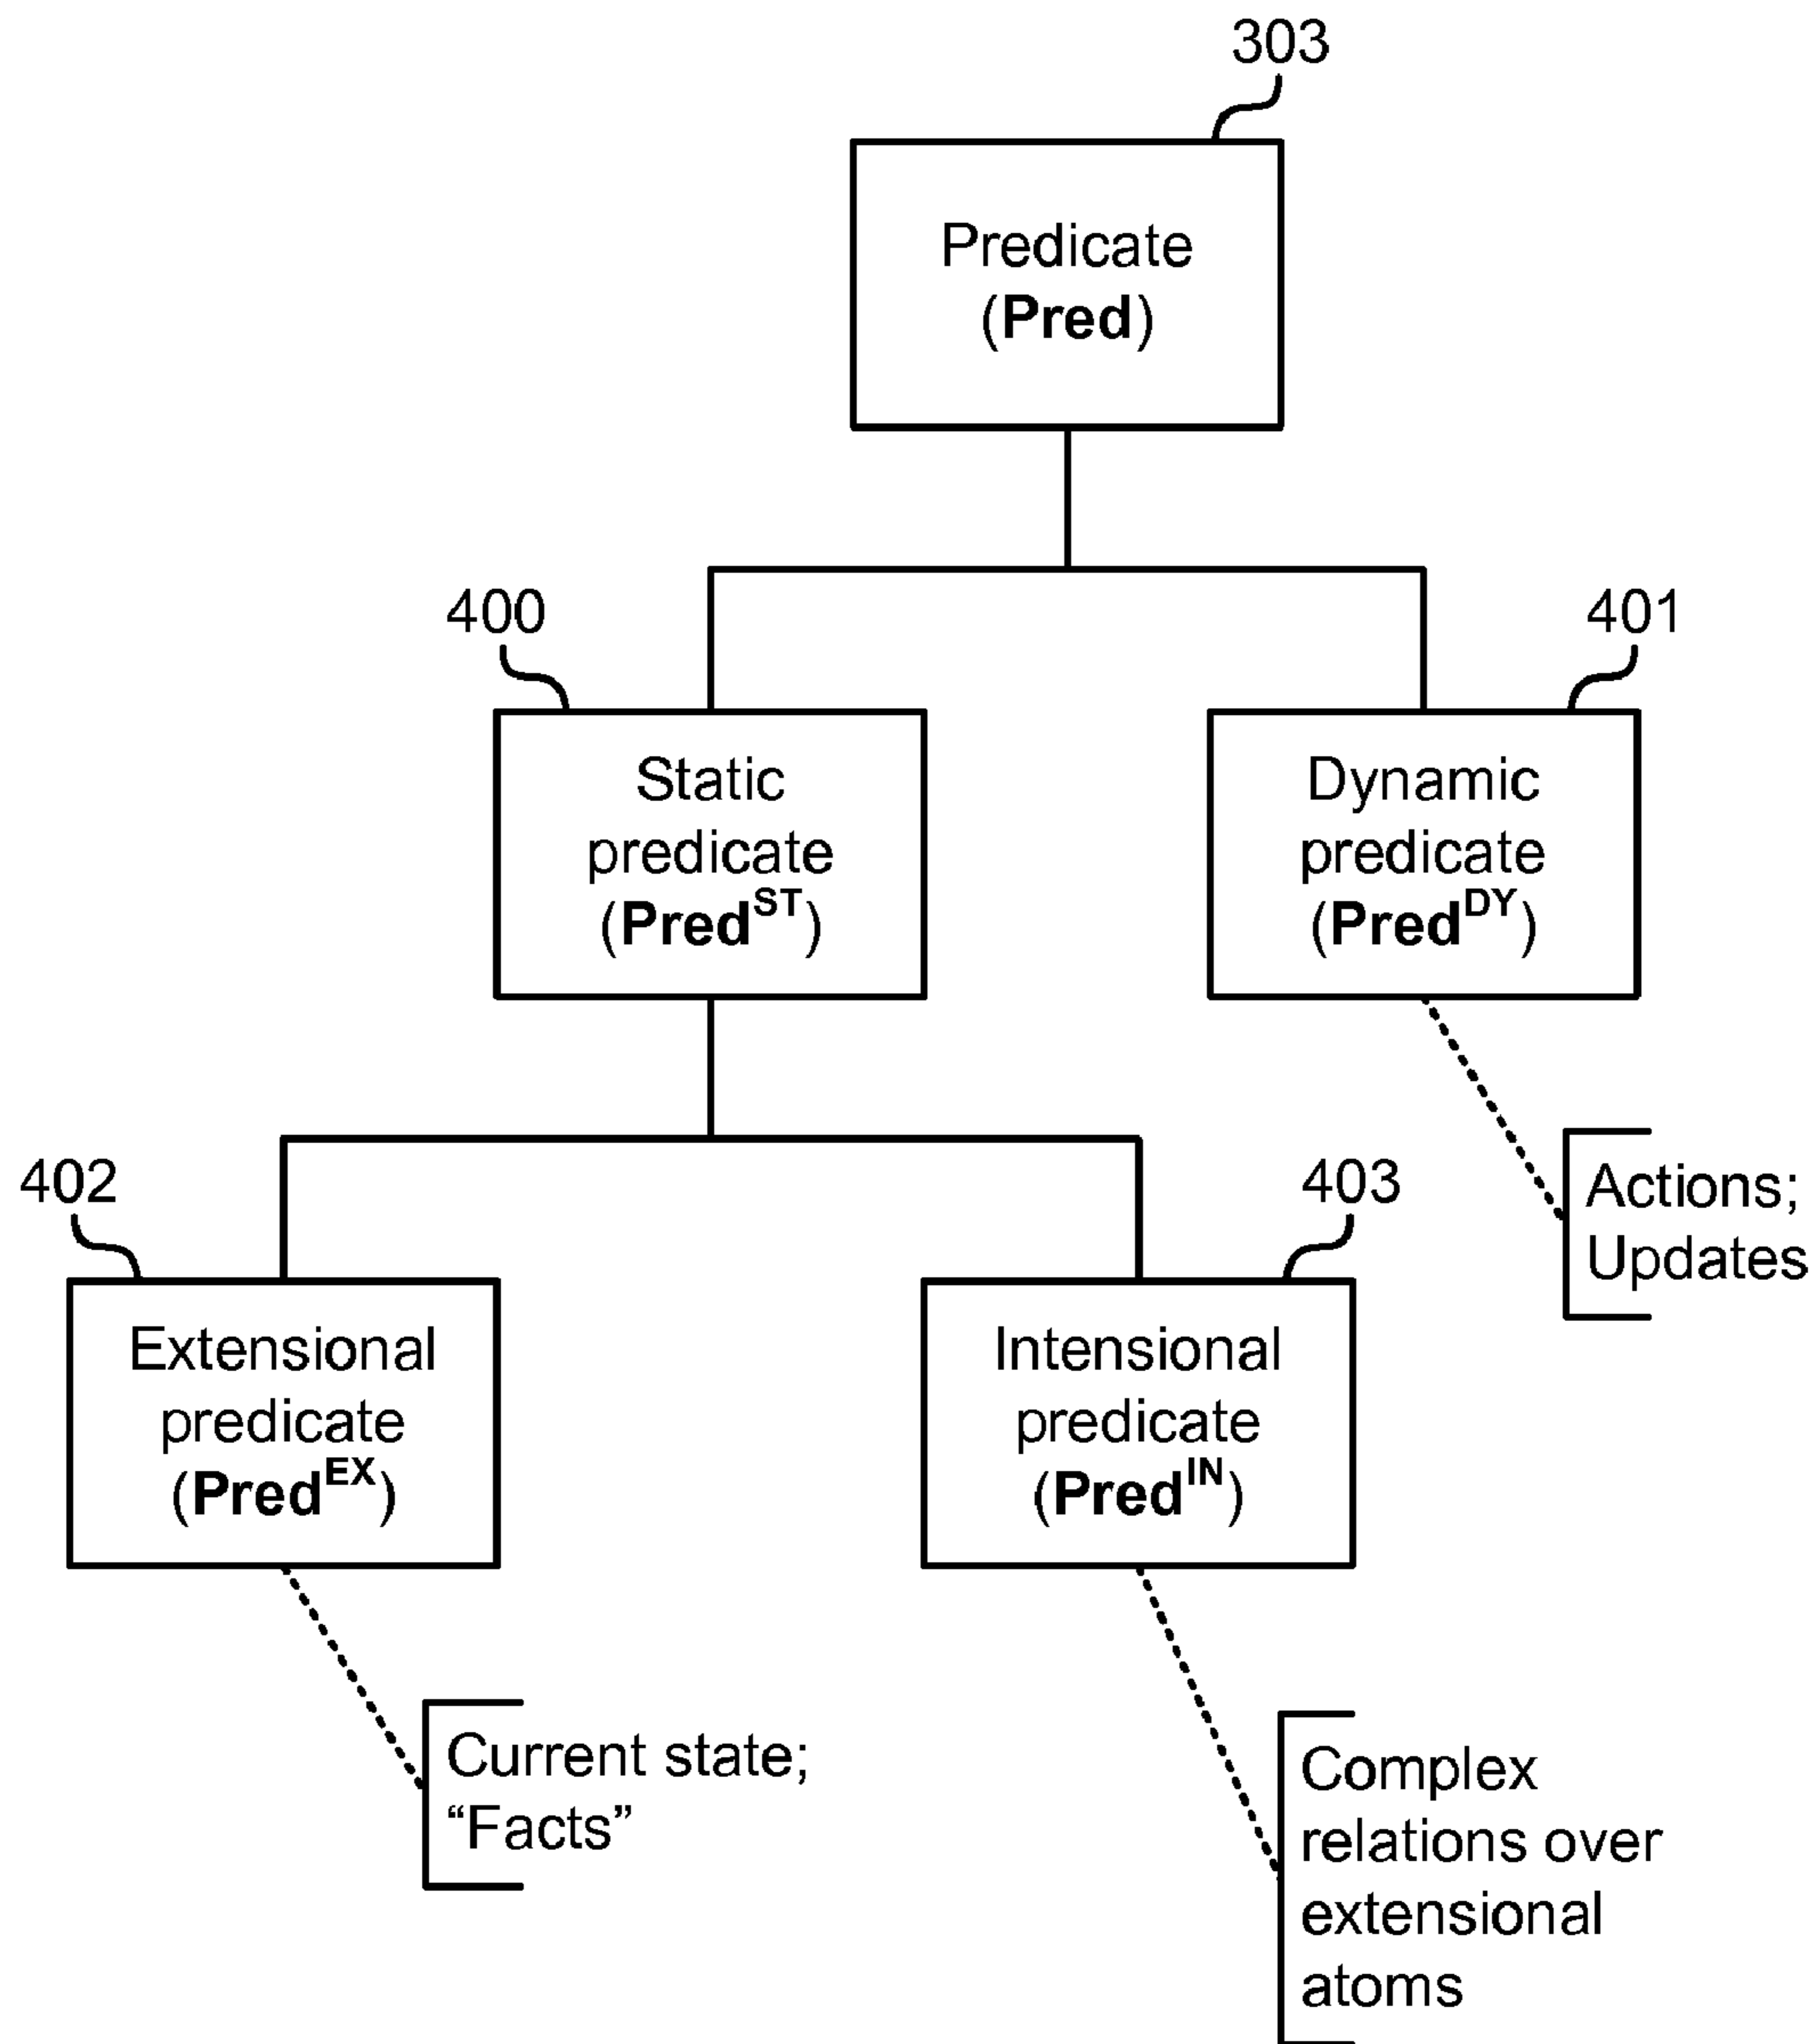 303
Predicate
(Pred)
400
401
Static
predicate
(Pred^ST)
Dynamic
predicate
(Pred^DY)
402
403
Actions;
Updates
Extensional
predicate
(Pred^EX)
Intensional
predicate
(Pred^IN)
Current state;
“Facts”
Complex
relations over
extensional
atoms